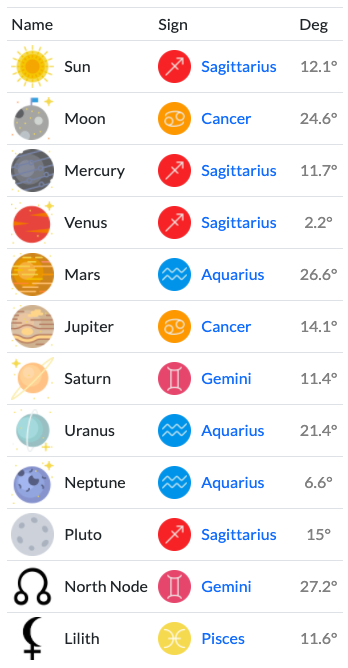 Name Sign Deg
Sun Sagittarius 12.1°
Moon Cancer 24.6°
Mercury Sagittarius 11.7°
Venus Sagittarius 2.2°
Mars Aquarius 26.6°
Jupiter Cancer 14.1°
Saturn Gemini 11.4°
Uranus Aquarius 21.4°
Neptune Aquarius 6.6°
Pluto Sagittarius 15°
North Node Gemini 27.2°
Lilith Pisces 11.6°